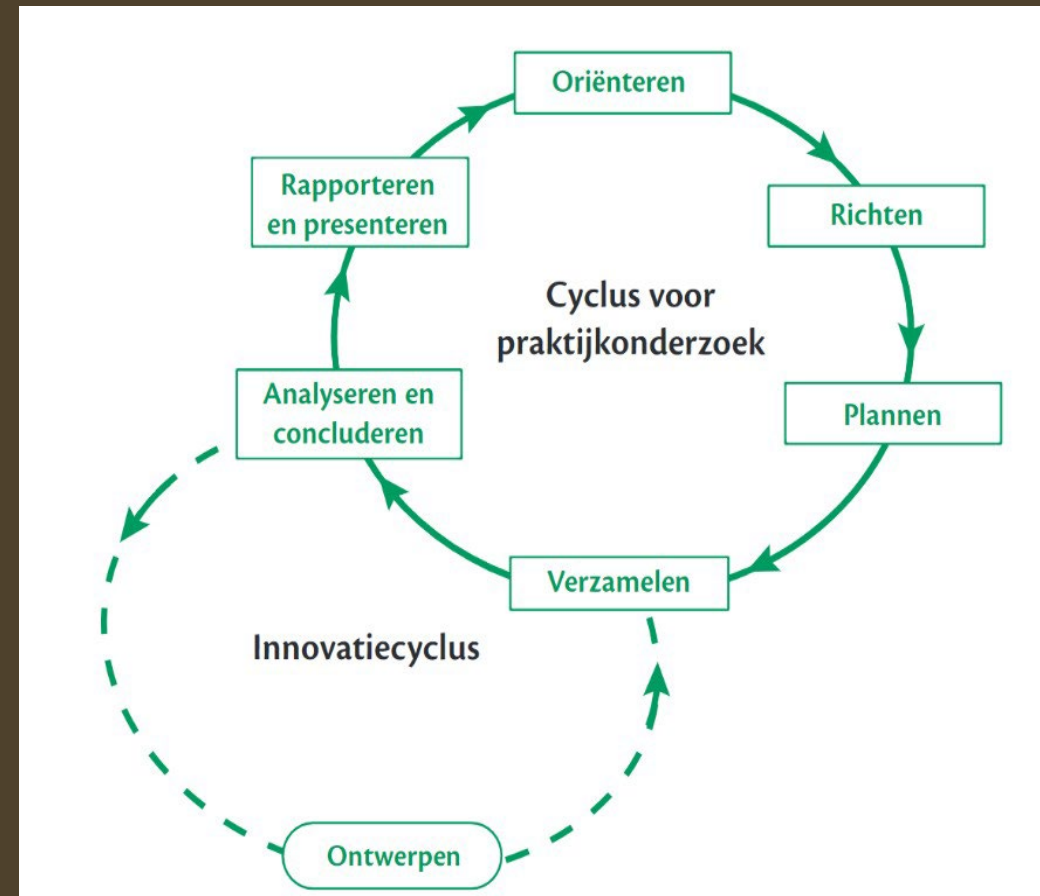 Oriënteren
Richten
Plannen
Verzamelen
Analyseren en
concluderen
Rapporteren
en presenteren
Cyclus voor
praktijkonderzoek
Innovatiecyclus
Ontwerpen